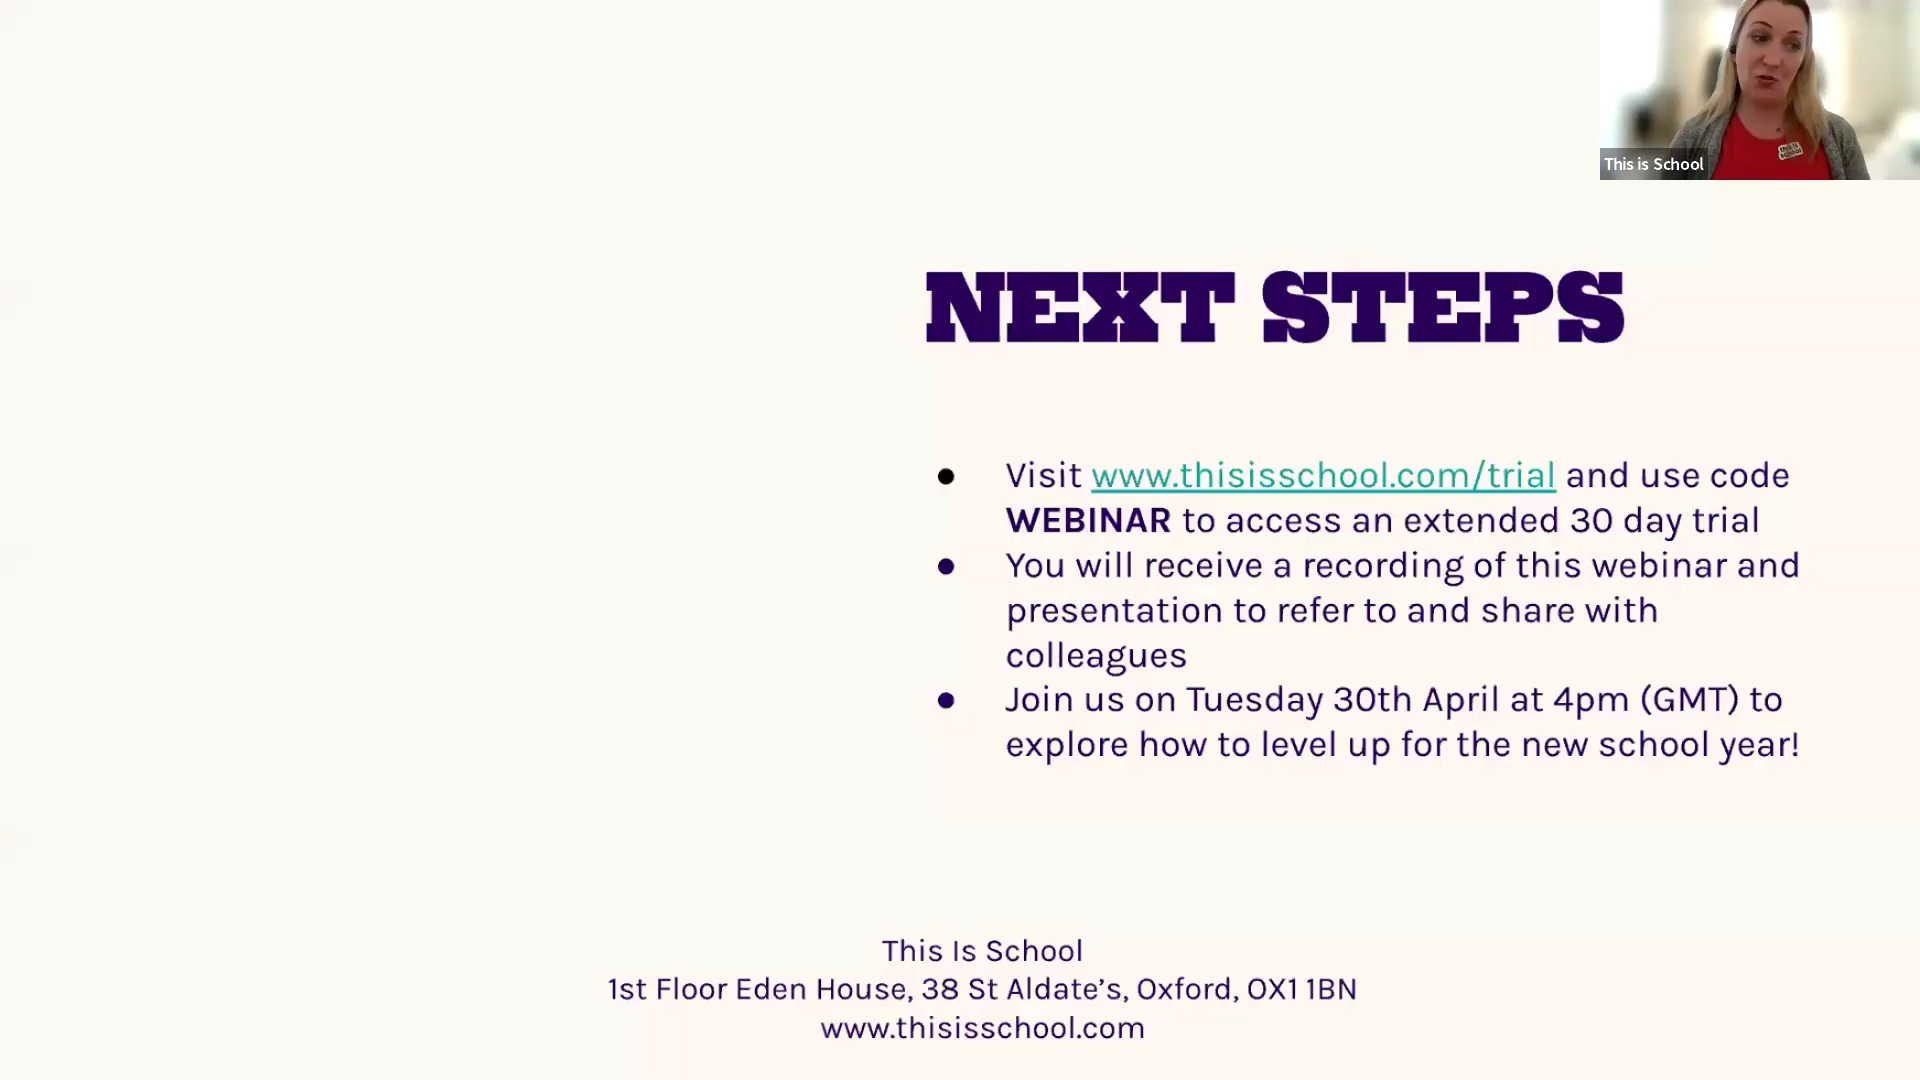 This is School
NEXT STEPS
● Visit www.thisisschool.com/trial and use code
WEBINAR to access an extended 30 day trial
● You will receive a recording of this webinar and
presentation to refer to and share with
colleagues
● Join us on Tuesday 30th April at 4pm (GMT) to
explore how to level up for the new school year!
This Is School
1st Floor Eden House, 38 St Aldate’s, Oxford, OX1 1BN
www.thisisschool.com